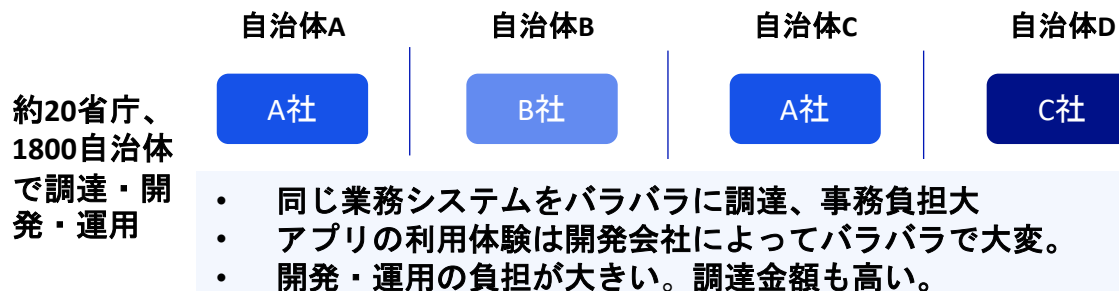 自治体A
自治体B
自治体C
自治体D
約20省庁、
1800自治体
で調達・開
発・運用
A社
B社
A社
C社
• 同じ業務システムをバラバラに調達、事務負担大
• アプリの利用体験は開発会社によってバラバラで大変。
• 開発・運用の負担が大きい。調達金額も高い。